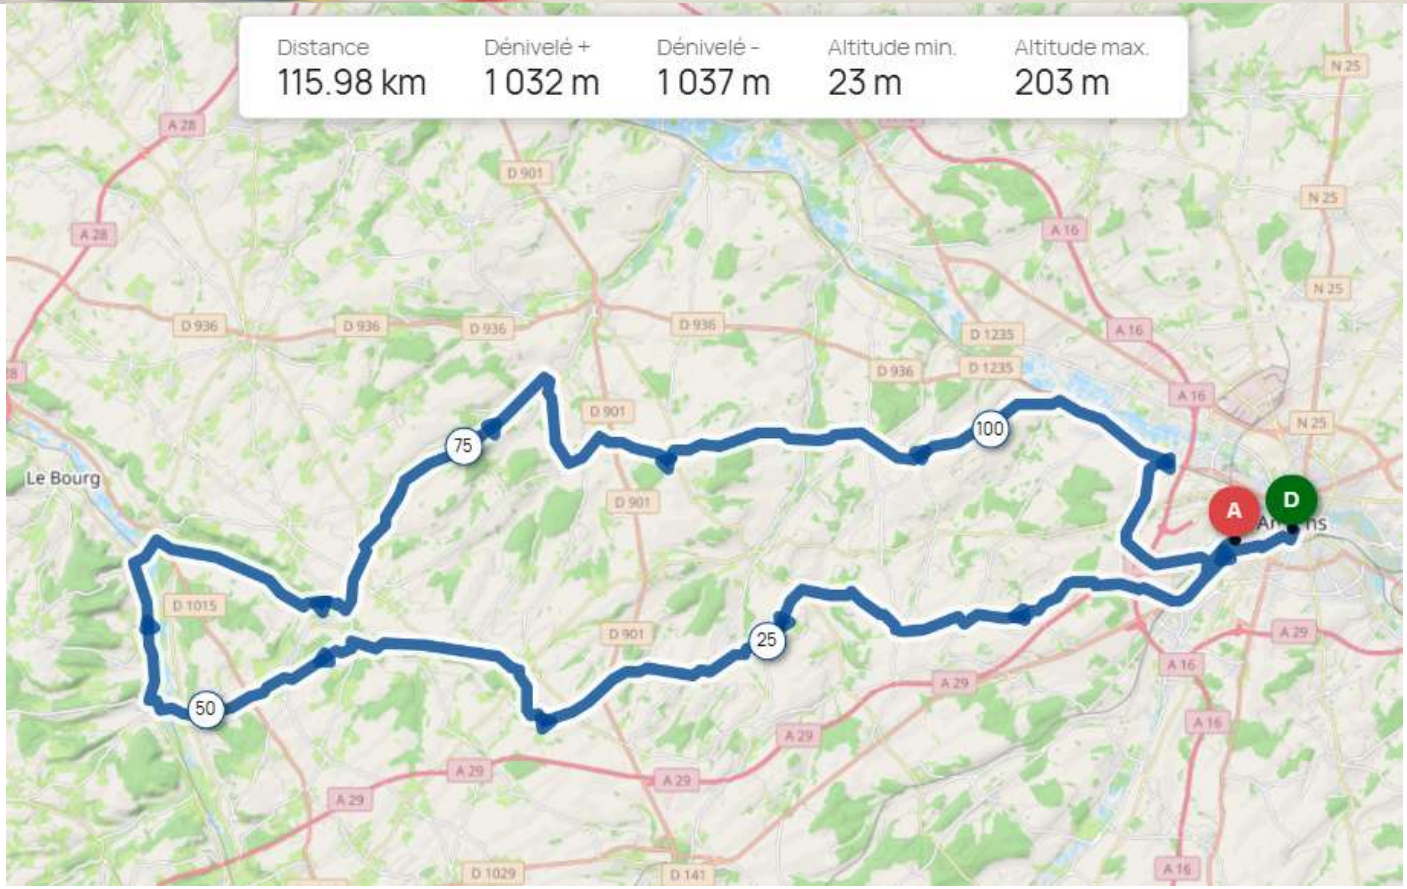 Distance Dénivelé + Dénivelé - Altitude min. Altitude max.
115.98 km 1 032 m 1 037 m 23 m 203 m
N 25
A 28
D 901
N 25
A 28
A 16
N 25
D 936 D 936 D 936 D 936 D 1235 A 16
D 936 D 1235
A 16
D 901 N 25
100
75
Le Bourg
D 901 A D
D 1015
D 901 25 A 29
A 16
A 29
50
A 16
A 29
A 29 A 29
A 29
D 1029 D 141 A 16